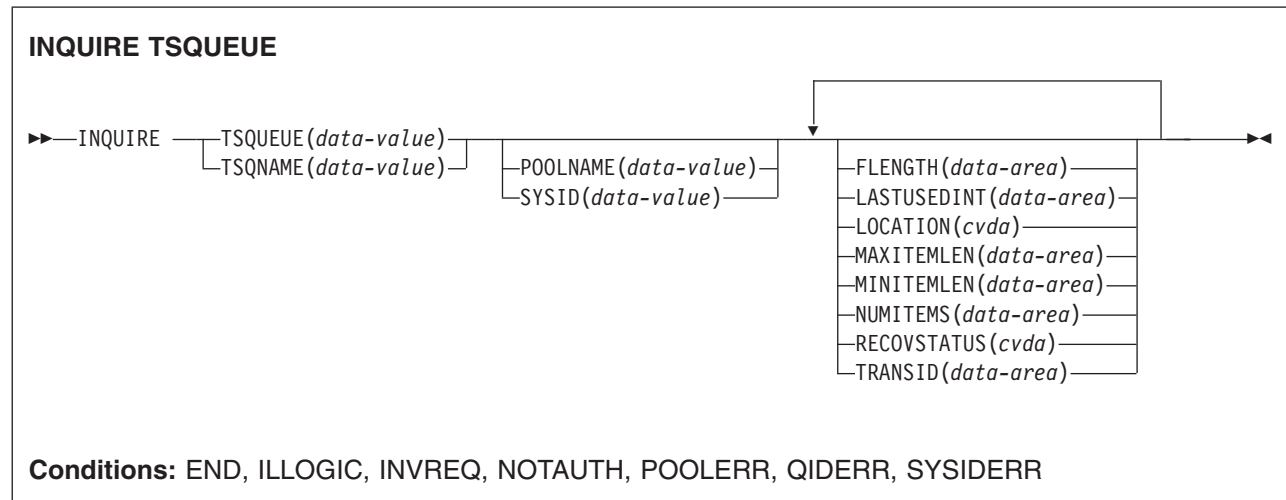 INQUIRE TSQUEUE
INQUIRE TSQUEUE(data-value)
TSQNAME(data-value)
POOLNAME(data-value)
SYSID(data-value)
FLENGTH(data-area)
LASTUSEDINT(data-area)
LOCATION(cvda)
MAXITEMLEN(data-area)
MINITEMLEN(data-area)
NUMITEMS(data-area)
RECOVSTATUS(cvda)
TRANSID(data-area)
Conditions: END, ILLOGIC, INVREQ, NOTAUTH, POOLERR, QIDERR, SYSIDERR